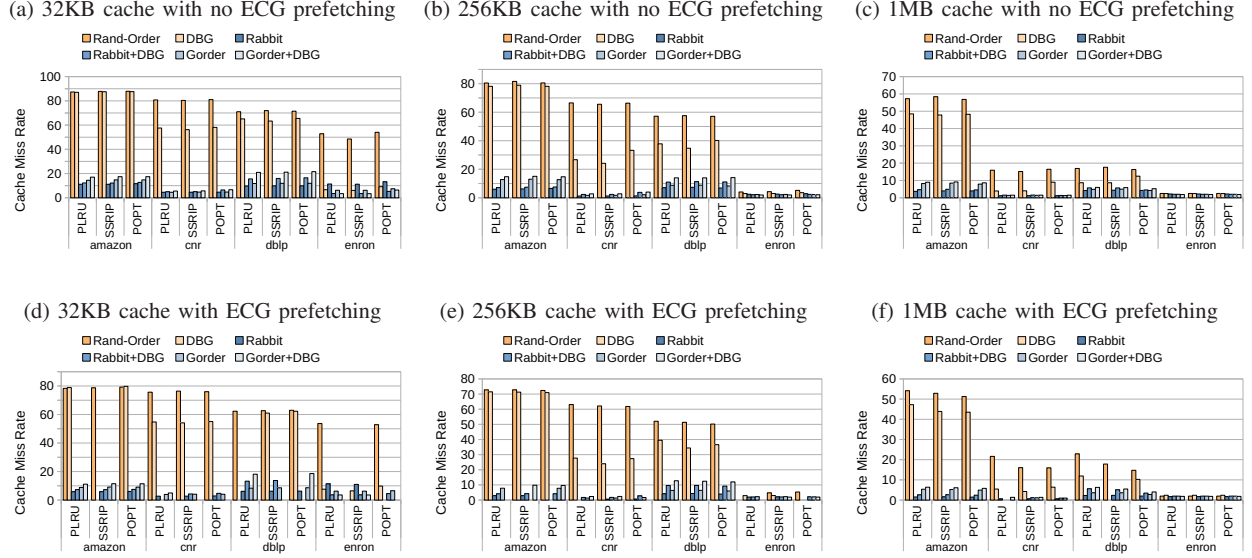 (a) 32KB cache with no ECG prefetching
Rand-Order DBG Rabbit
Rabbit+DBG Gorder Gorder+DBG
Cache Miss Rate
100
80
60
40
20
0
PLRU SSRIP POPT PLRU SSRIP POPT PLRU SSRIP POPT PLRU SSRIP POPT
amazon cnr dblp enron
(b) 256KB cache with no ECG prefetching
Rand-Order DBG Rabbit
Rabbit+DBG Gorder Gorder+DBG
Cache Miss Rate
80
60
40
20
0
PLRU SSRIP POPT PLRU SSRIP POPT PLRU SSRIP POPT PLRU SSRIP POPT
amazon cnr dblp enron
(c) 1MB cache with no ECG prefetching
Rand-Order DBG Rabbit
Rabbit+DBG Gorder Gorder+DBG
Cache Miss Rate
70
60
50
40
30
20
10
0
PLRU SSRIP POPT PLRU SSRIP POPT PLRU SSRIP POPT PLRU SSRIP POPT
amazon cnr dblp enron
(d) 32KB cache with ECG prefetching
Rand-Order DBG Rabbit
Rabbit+DBG Gorder Gorder+DBG
Cache Miss Rate
80
60
40
20
0
PLRU SSRIP POPT PLRU SSRIP POPT PLRU SSRIP POPT PLRU SSRIP POPT
amazon cnr dblp enron
(e) 256KB cache with ECG prefetching
Rand-Order DBG Rabbit
Rabbit+DBG Gorder Gorder+DBG
Cache Miss Rate
80
70
60
50
40
30
20
10
0
PLRU SSRIP POPT PLRU SSRIP POPT PLRU SSRIP POPT PLRU SSRIP POPT
amazon cnr dblp enron
(f) 1MB cache with ECG prefetching
Rand-Order DBG Rabbit
Rabbit+DBG Gorder Gorder+DBG
Cache Miss Rate
60
50
40
30
20
10
0
PLRU SSRIP POPT PLRU SSRIP POPT PLRU SSRIP POPT PLRU SSRIP POPT
amazon cnr dblp enron